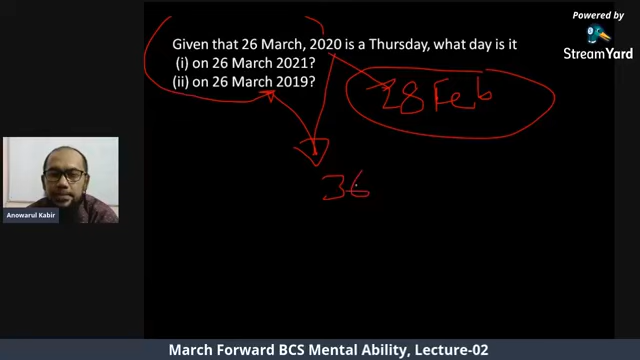 Powered by
StreamYard
Given that 26 March, 2020 is a Thursday, what day is it
(i) on 26 March 2021?
(ii) on 26 March 2019?
28 Feb
36
Anowarul Kabir
March Forward BCS Mental Ability, Lecture-02